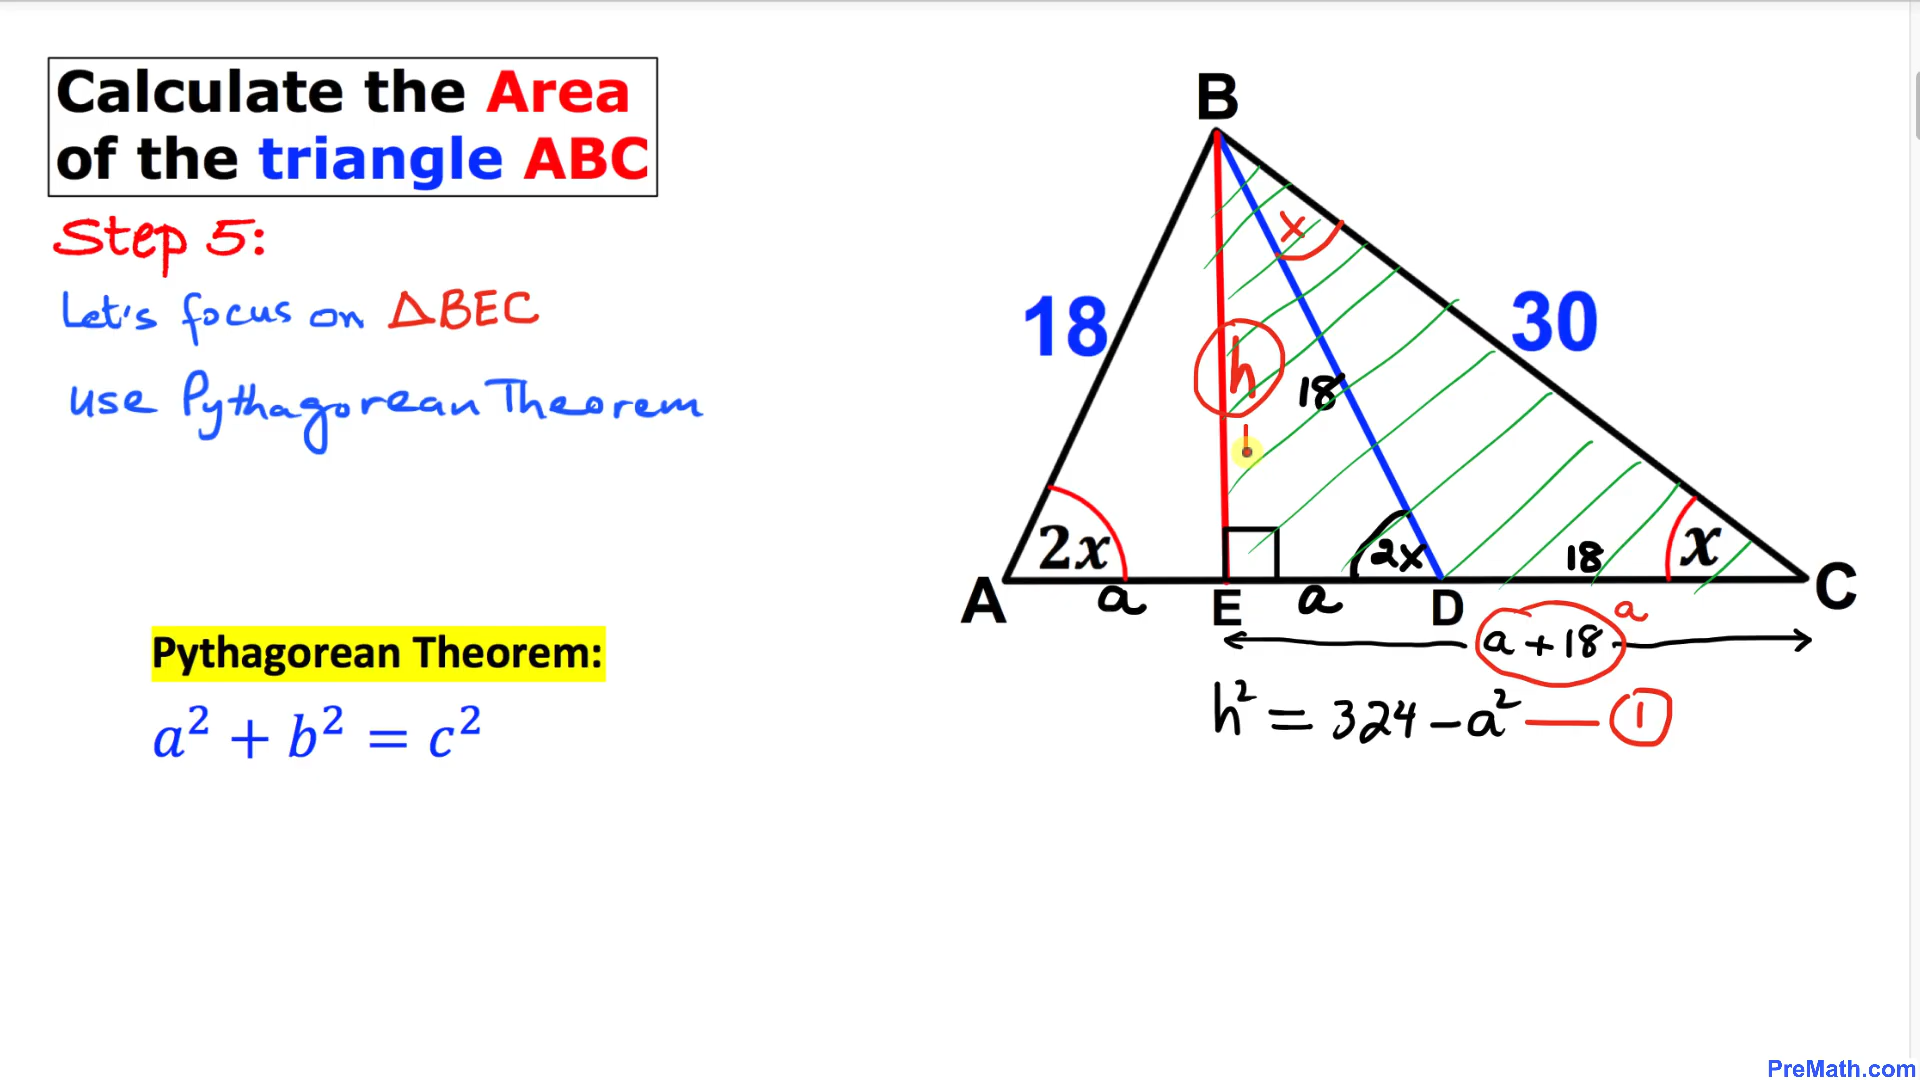 Calculate the Area
of the triangle ABC
Step 5:
Let's focus on △BEC
use Pythagorean Theorem
Pythagorean Theorem:
a² + b² = c²
B
x
18
30
h
18
b
2x
2x
18
x
A
a
E
a
D
C
a
a + 18
h² = 324 - a² — ①
PreMath.com